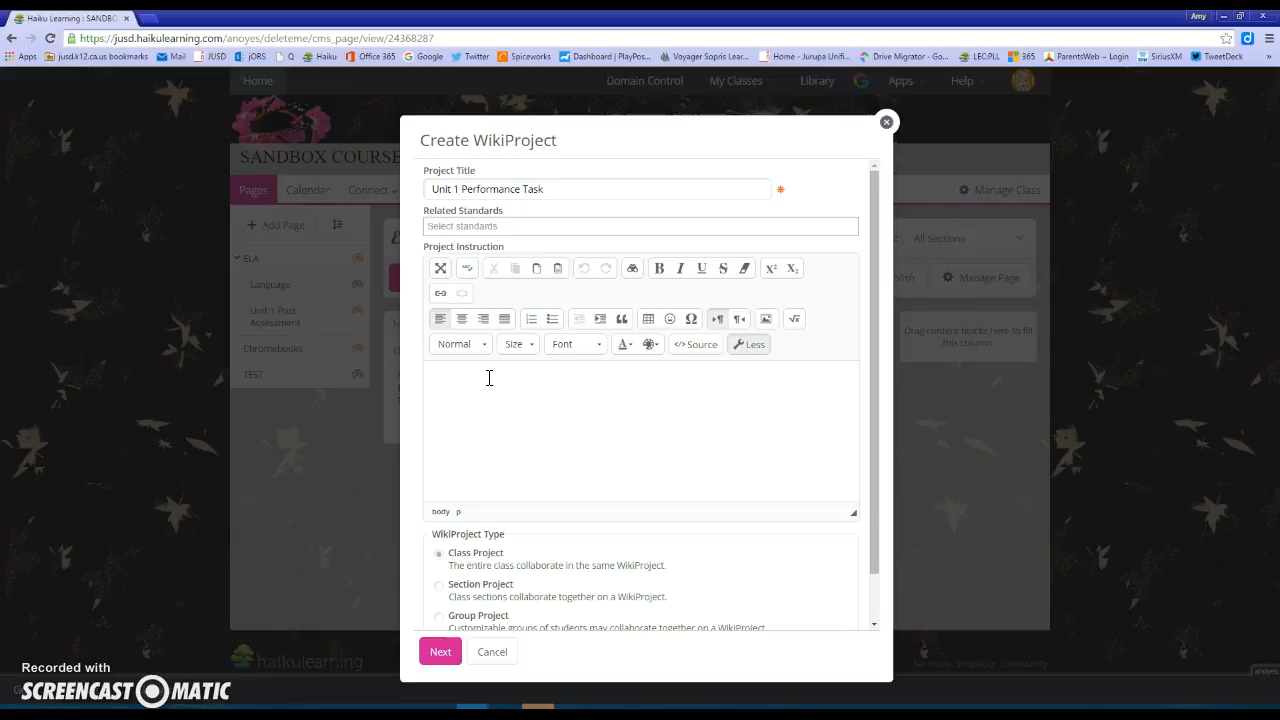 Haiku Learning : SANDBO
Amy
https://jusd.haikulearning.com/anoyes/deleteme/cms_page/view/24368287
Apps jusd.k12.ca.us bookmarks Mail JUSD jORS Q Office 365 Haiku Google Twitter Spiceworks Dashboard | PlayPos... Voyager Sopris Lear... Home - Jurupa Unifi... Drive Migrator - Go... LEC:PLL 365 ParentsWeb ~ Login SiriusXM TweetDeck »
Home Domain Control My Classes Library Apps Help
Create WikiProject
SANDBOX COURSE
Pages Calendar Connect Manage Class
Add Page
ELA
Language
Unit 1 Post
Assessment
Chromebooks
TEST
All Sections
Manage Page
Drag content blocks here to fill
this column.
Project Title
Unit 1 Performance Task
Related Standards
Select standards
Project Instruction
B I U S X² X₂
Normal Size Font A Source Less
body p
WikiProject Type
Class Project
The entire class collaborate in the same WikiProject.
Section Project
Class sections collaborate together on a WikiProject.
Group Project
Customizable groups of students may collaborate together on a WikiProject
Next Cancel
haikulearning
harmony. simplicity. community.
anoyes
Recorded with
SCREENCAST MATIC